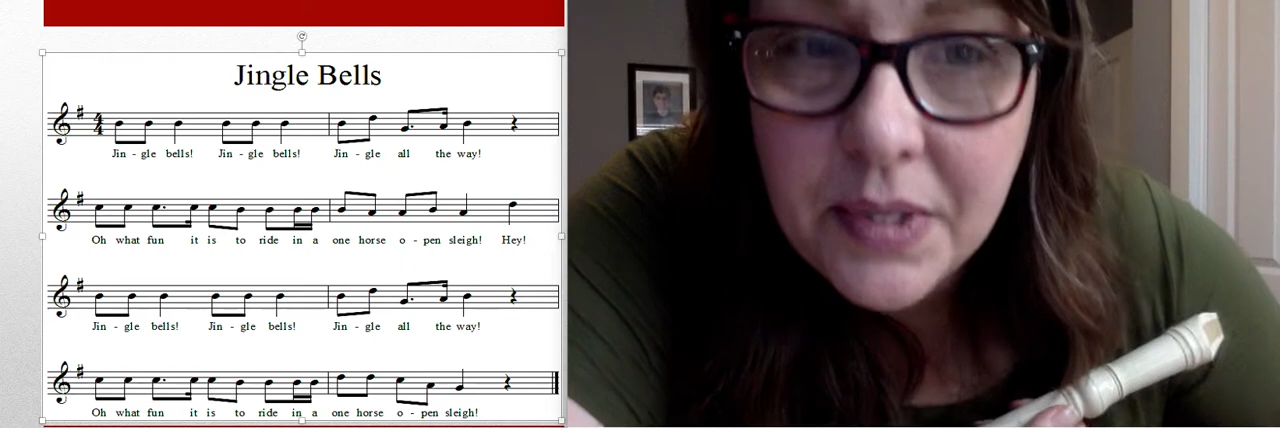 Jingle Bells
Jin - gle bells! Jin - gle bells! Jin - gle all the way!
Oh what fun it is to ride in a one horse o - pen sleigh! Hey!
Jin - gle bells! Jin - gle bells! Jin - gle all the way!
Oh what fun it is to ride in a one horse o - pen sleigh!